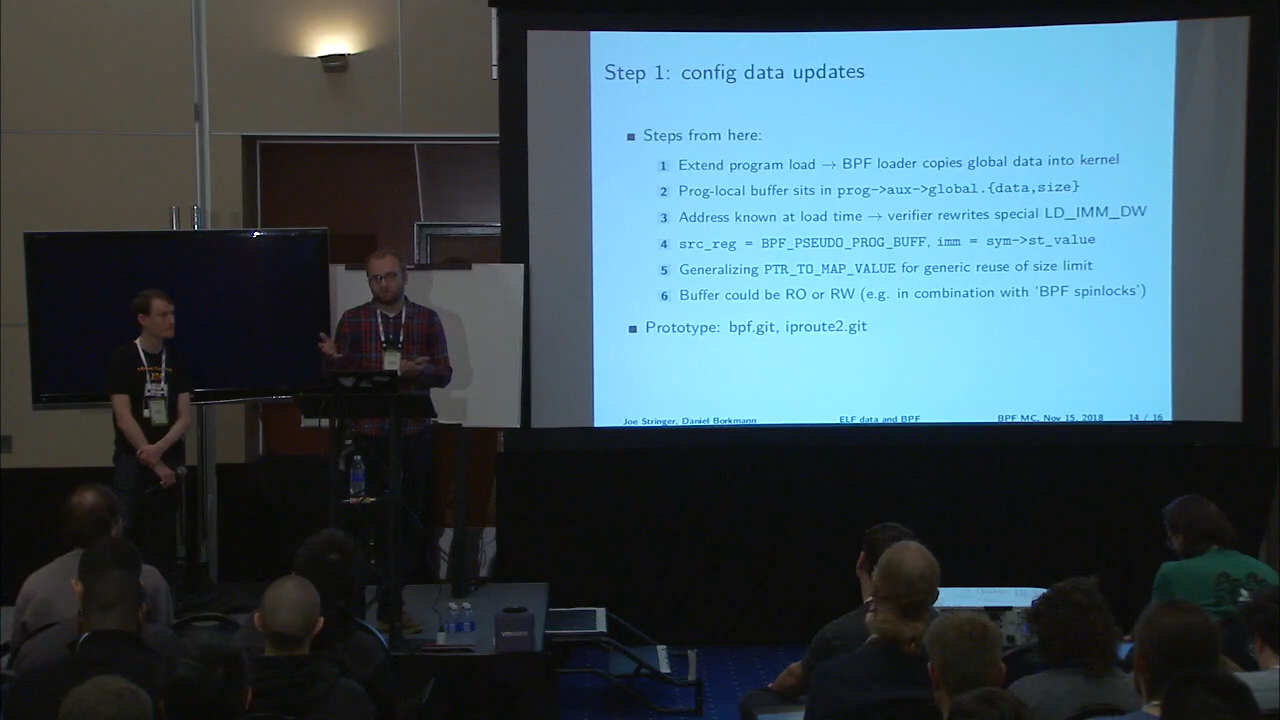 Step 1: config data updates
Steps from here:
1 Extend program load → BPF loader copies global data into kernel
2 Prog-local buffer sits in prog->aux->global.{data,size}
3 Address known at load time → verifier rewrites special LD_IMM_DW
4 src_reg = BPF_PSEUDO_PROG_BUFF, imm = sym->st_value
5 Generalizing PTR_TO_MAP_VALUE for generic reuse of size limit
6 Buffer could be RO or RW (e.g. in combination with 'BPF spinlocks')
Prototype: bpf.git, iproute2.git
Joe Stringer, Daniel Borkmann ELF data and BPF BPF MC, Nov 15, 2018 14 / 16